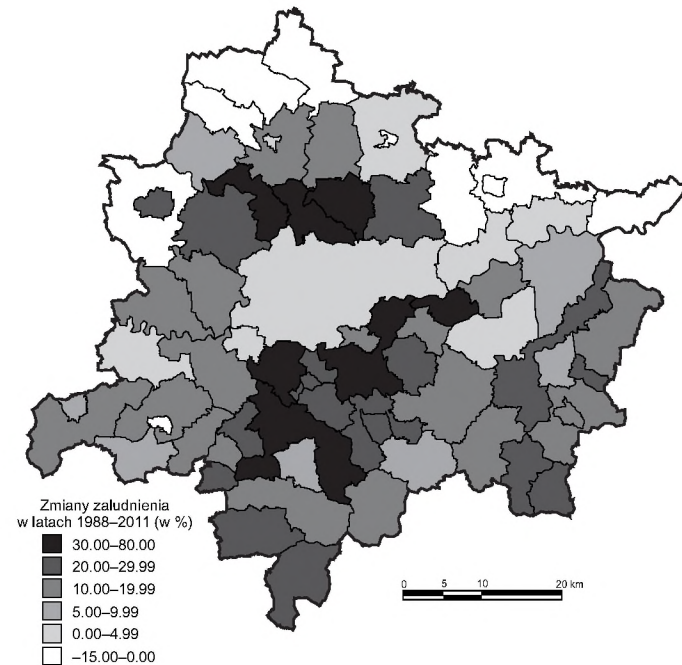 Zmiany zaludnienia
w latach 1988–2011 (w %)
30.00–80.00
20.00–29.99
10.00–19.99
5.00–9.99
0.00–4.99
–15.00–0.00
0 5 10 20 km